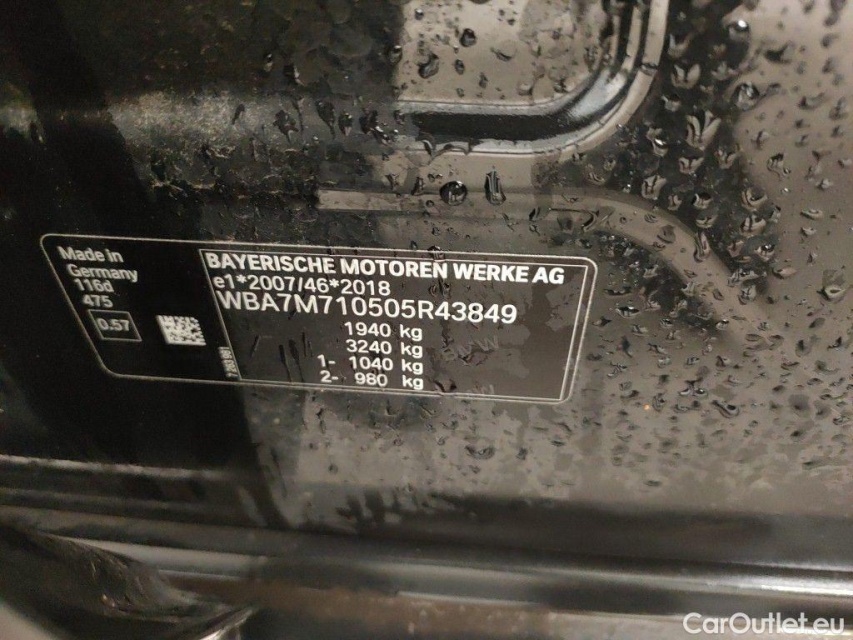 Made in
Germany
116d
475
0.57
BAYERISCHE MOTOREN WERKE AG
e1*2007/46*2018
WBA7M710505R43849
1940 kg
3240 kg
1- 1040 kg
2- 980 kg
CarOutlet.eu